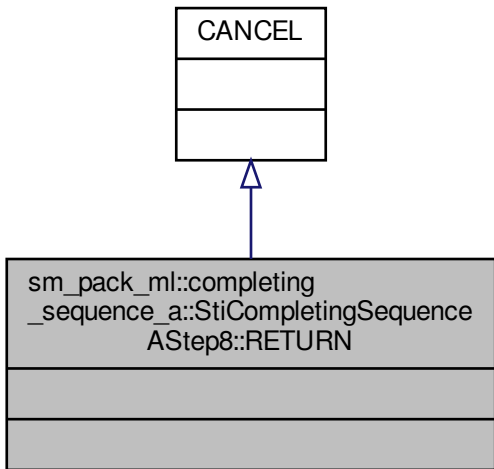 CANCEL
sm_pack_ml::completing
_sequence_a::StiCompletingSequence
AStep8::RETURN